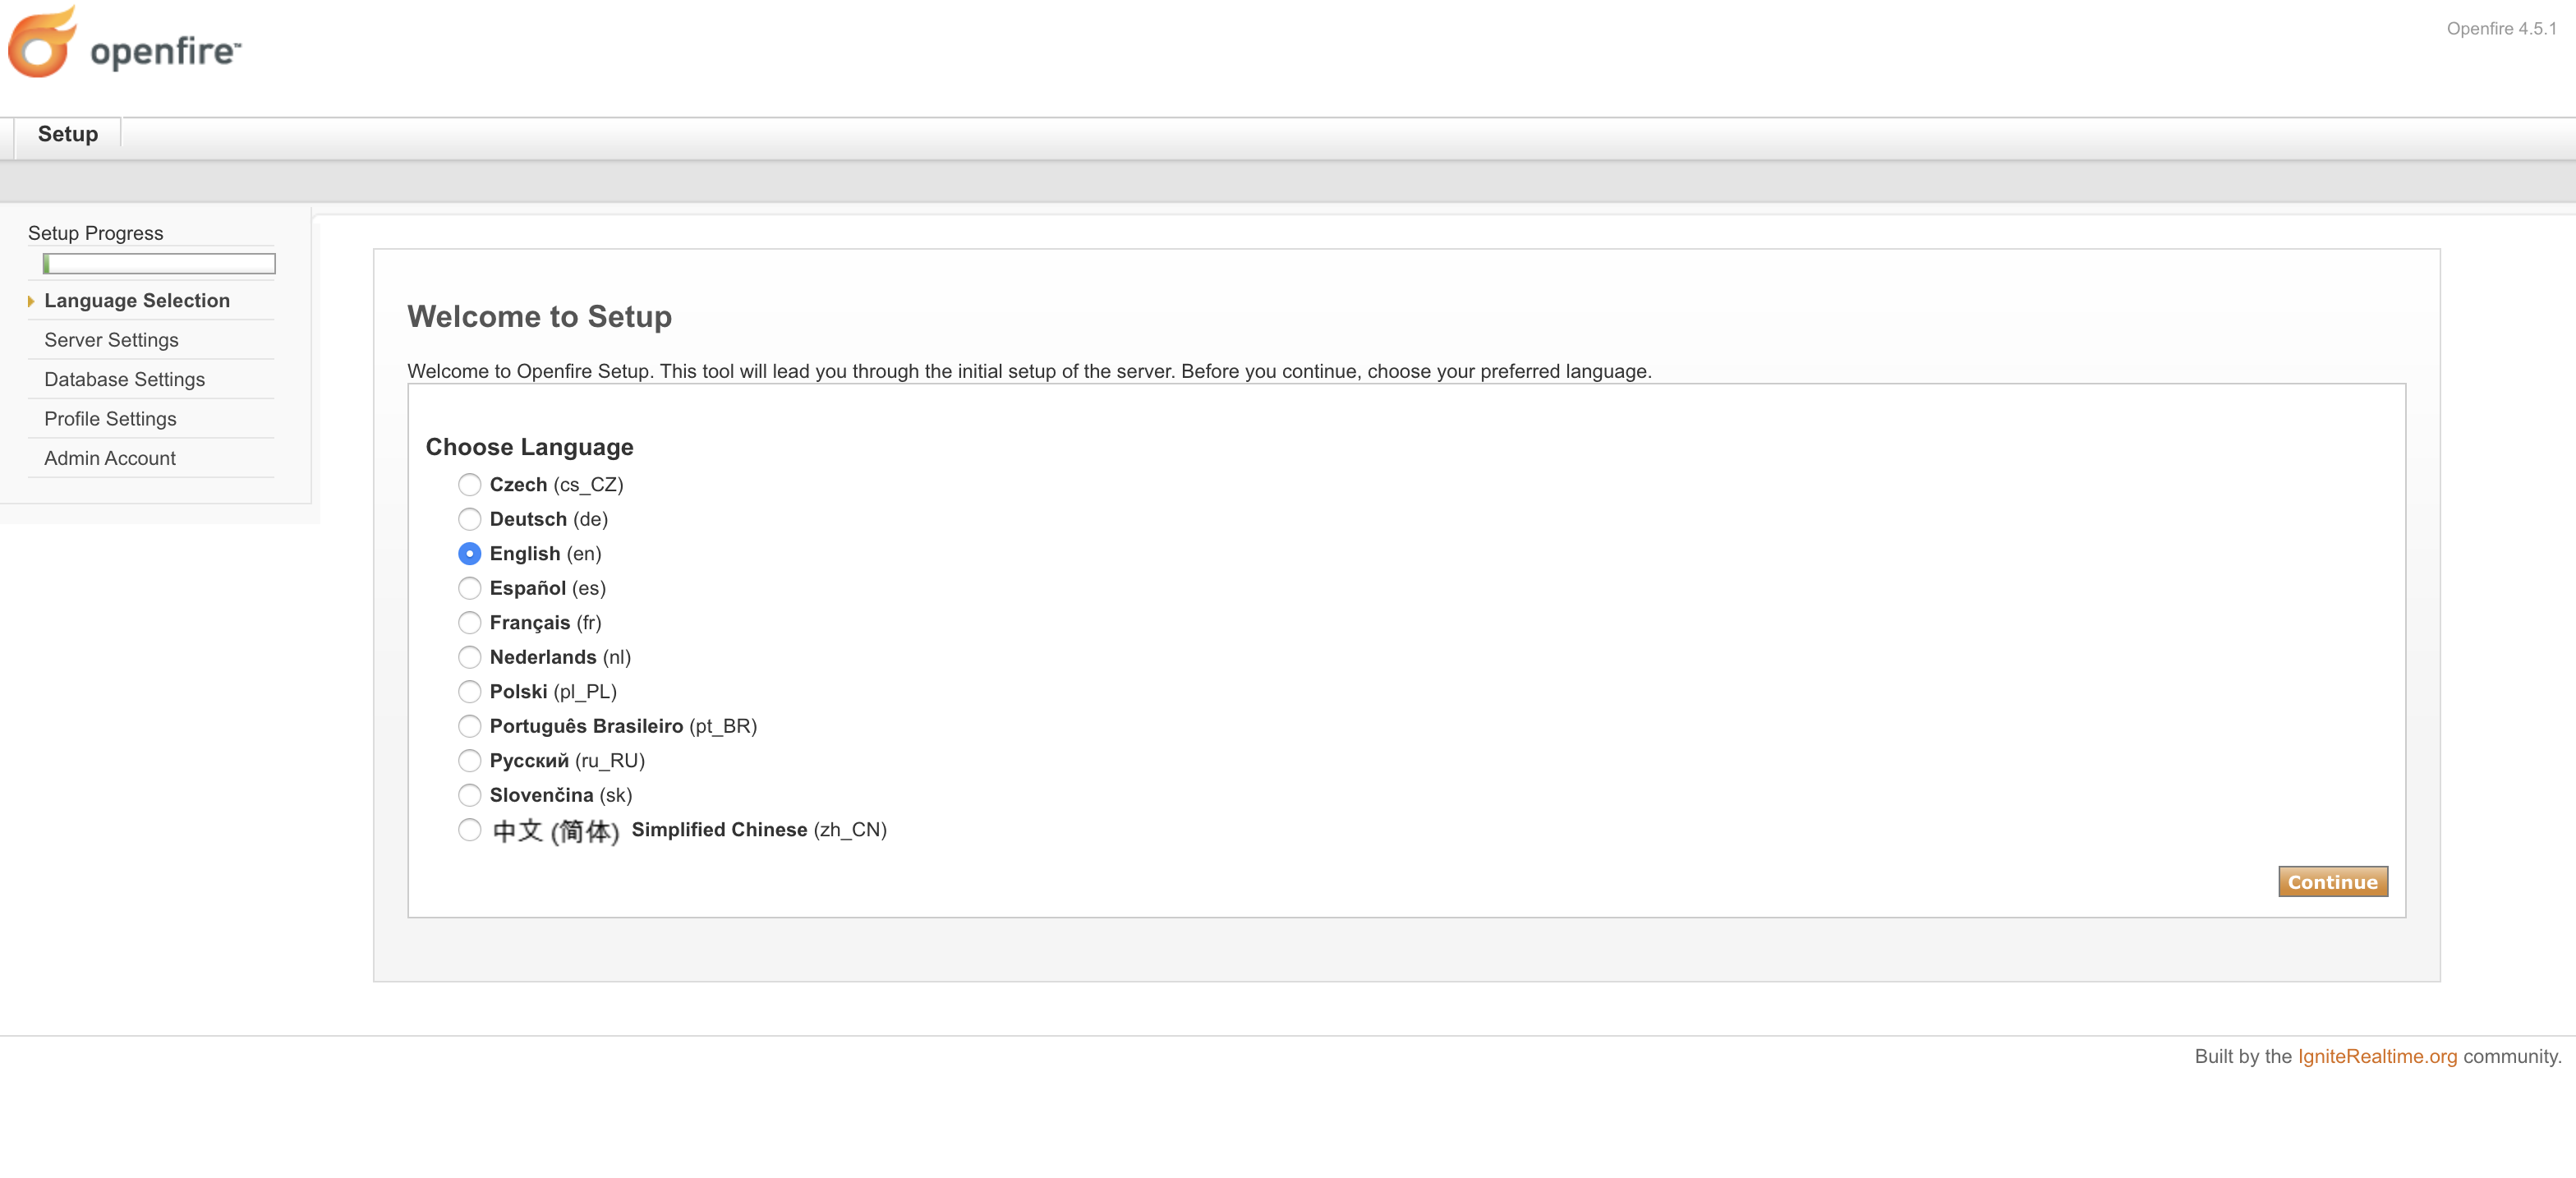 openfire™
Openfire 4.5.1
Setup
Setup Progress
Language Selection
Server Settings
Database Settings
Profile Settings
Admin Account
Welcome to Setup
Welcome to Openfire Setup. This tool will lead you through the initial setup of the server. Before you continue, choose your preferred language.
Choose Language
Czech (cs_CZ)
Deutsch (de)
English (en)
Español (es)
Français (fr)
Nederlands (nl)
Polski (pl_PL)
Português Brasileiro (pt_BR)
Русский (ru_RU)
Slovenčina (sk)
中文 (简体) Simplified Chinese (zh_CN)
Continue
Built by the IgniteRealtime.org community.